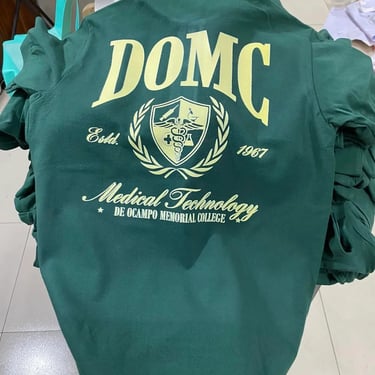 DOMC
Estd. 1967
Medical Technology
DE OCAMPO MEMORIAL COLLEGE